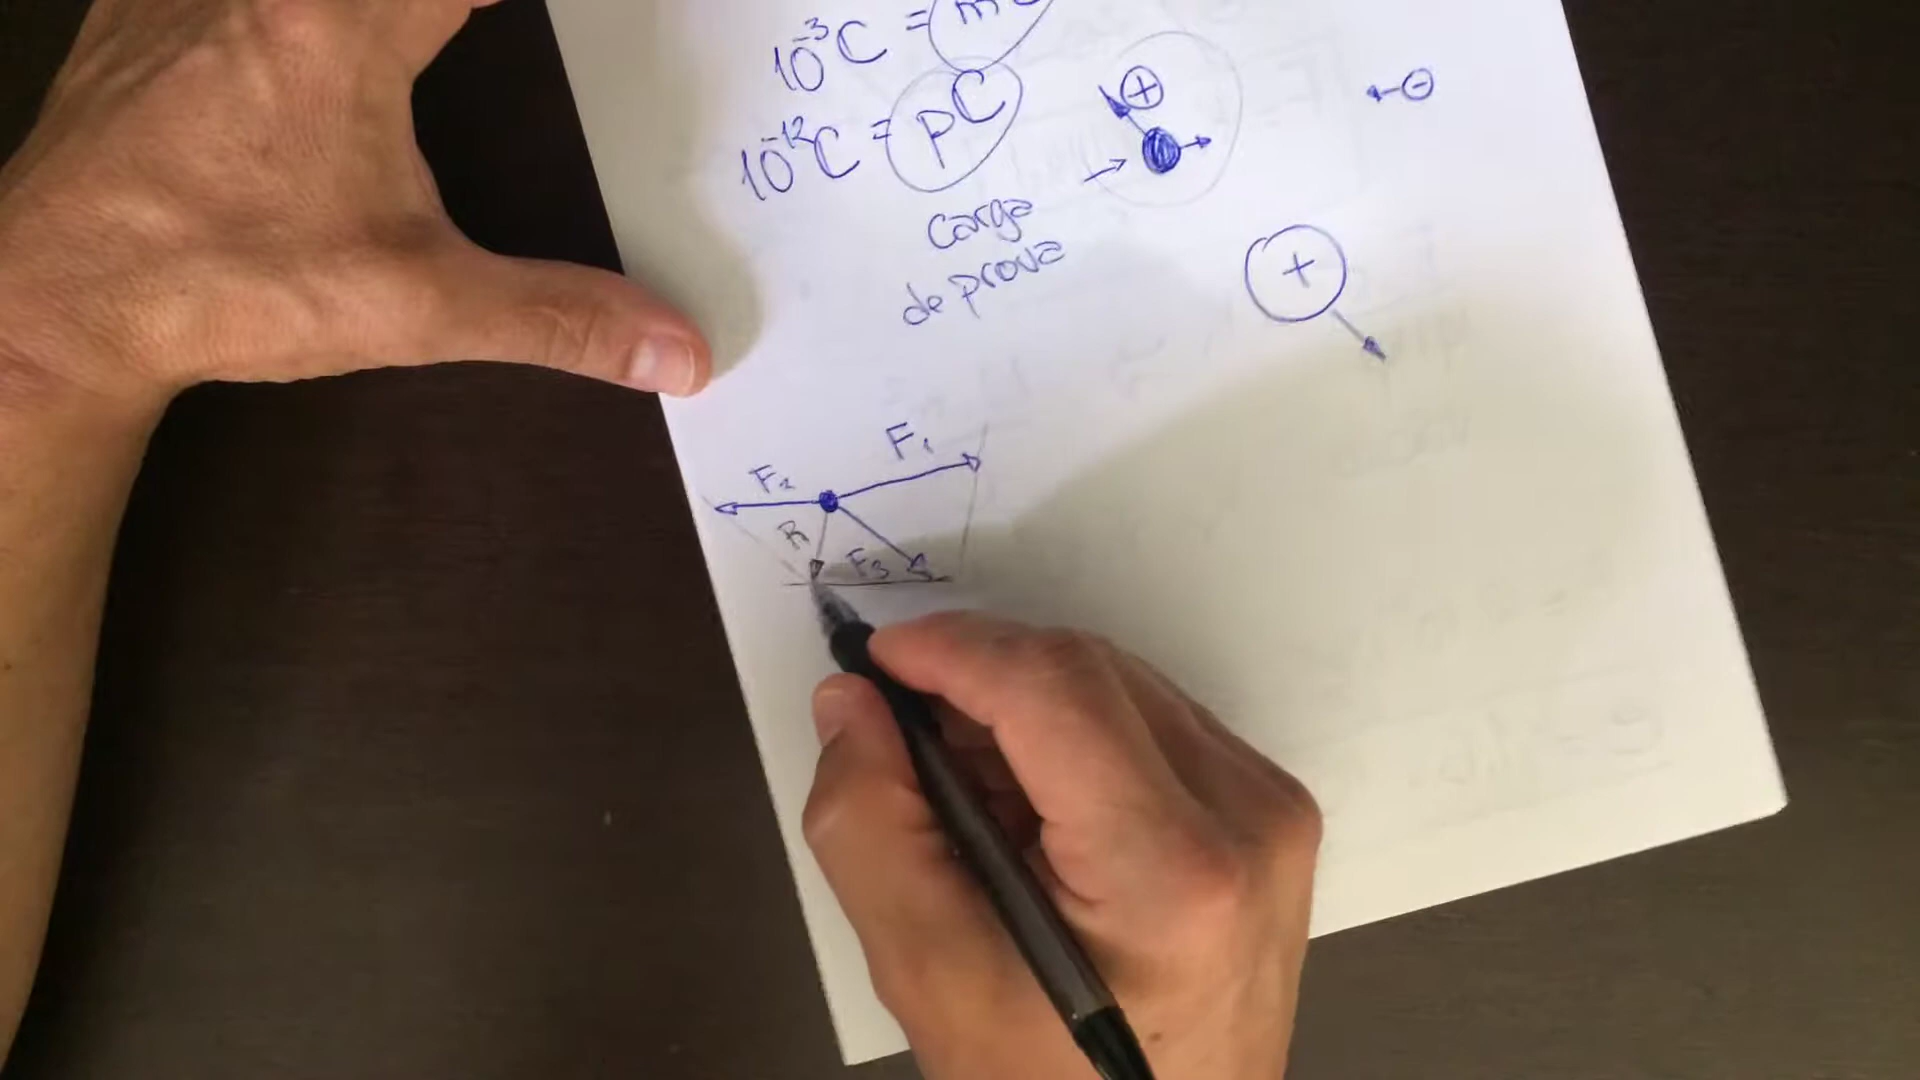 10⁻³C = m
10⁻¹²C = pC
⊕
⊖
Carga
de prova
+
F₁
F₂
R
F₃